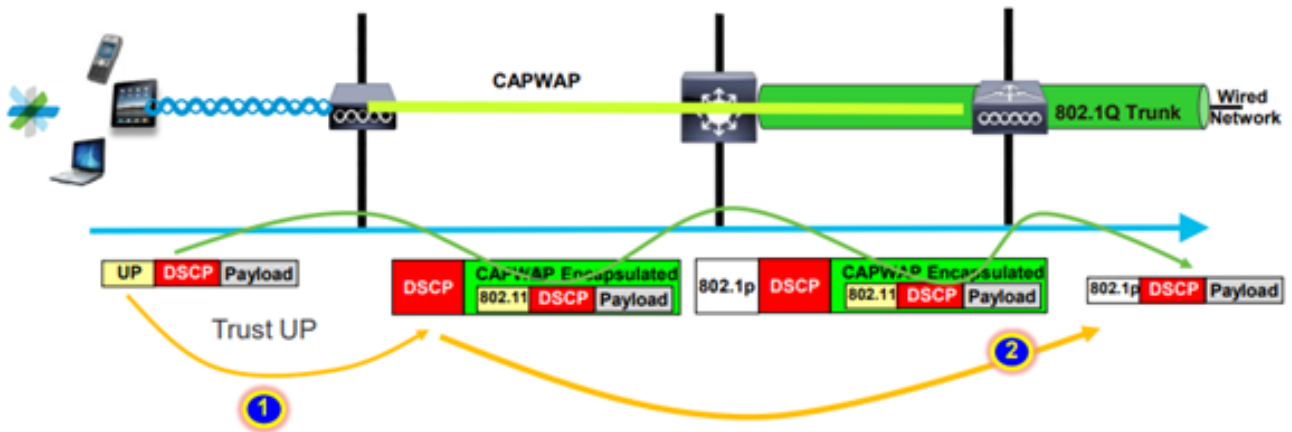 CAPWAP
802.1Q Trunk
Wired
Network
UP DSCP Payload
DSCP
CAPWAP Encapsulated
802.11 DSCP Payload
802.1p DSCP
CAPWAP Encapsulated
802.11 DSCP Payload
802.1p DSCP Payload
Trust UP
1
2